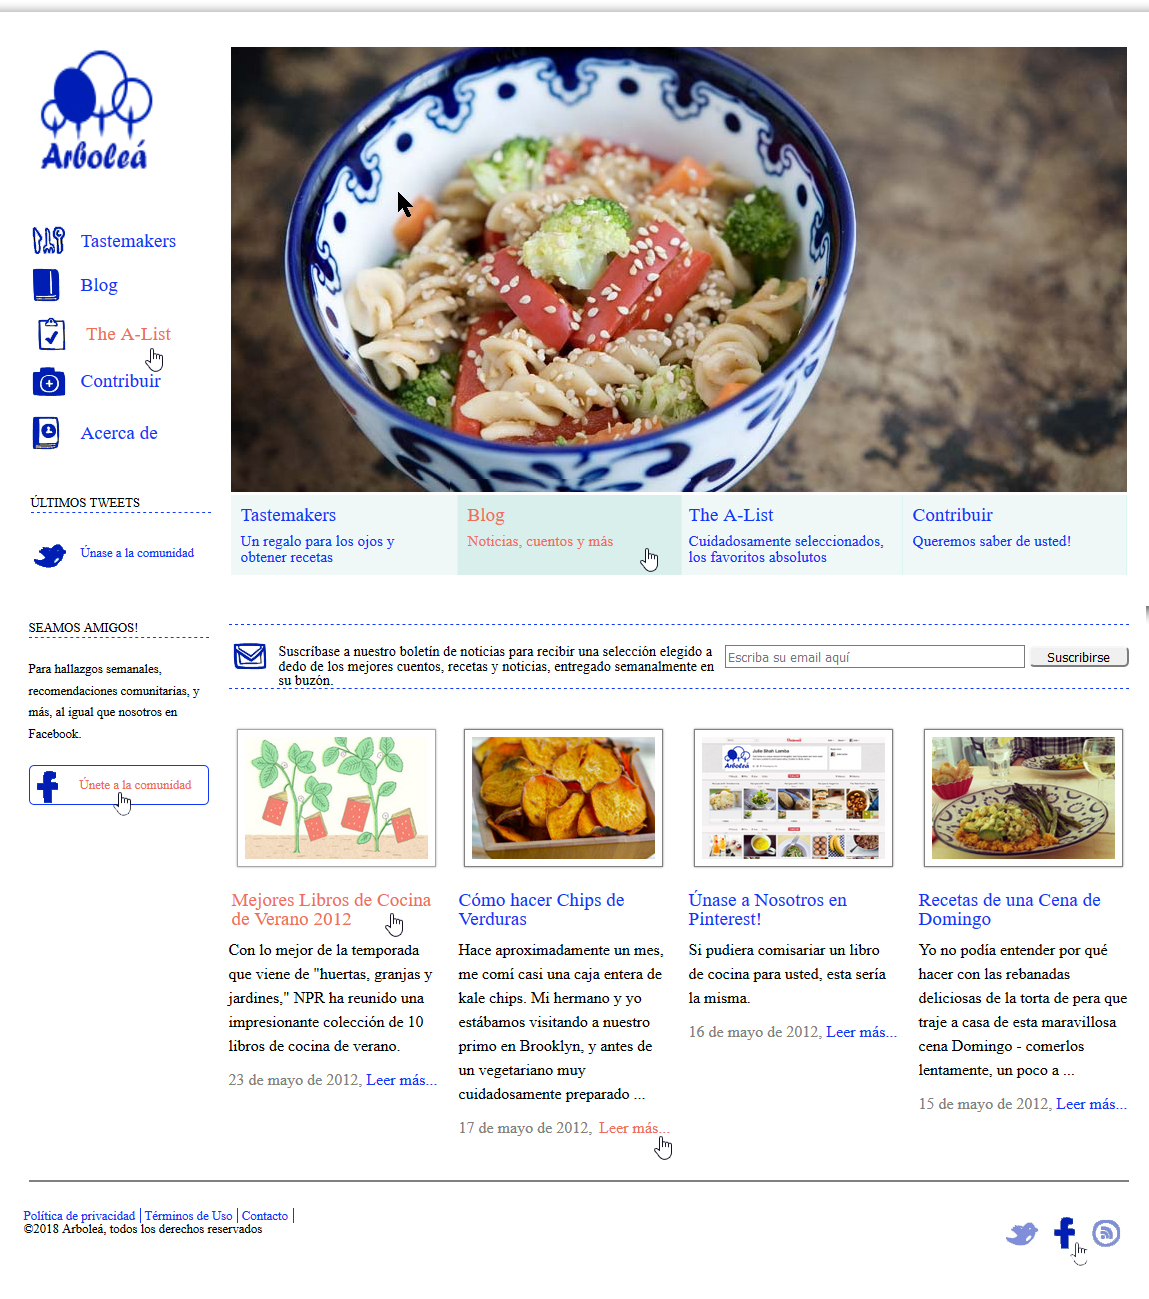 Arboleá
Tastemakers
Blog
The A-List
Contribuir
Acerca de
ÚLTIMOS TWEETS
Únase a la comunidad
SEAMOS AMIGOS!
Para hallazgos semanales,
recomendaciones comunitarias, y
más, al igual que nosotros en
Facebook.
Únete a la comunidad
Tastemakers
Un regalo para los ojos y
obtener recetas
Blog
Noticias, cuentos y más
The A-List
Cuidadosamente seleccionados,
los favoritos absolutos
Contribuir
Queremos saber de usted!
Suscríbase a nuestro boletín de noticias para recibir una selección elegido a
dedo de los mejores cuentos, recetas y noticias, entregado semanalmente en
su buzón.
Escriba su email aquí
Suscribirse
Pinterest
Julie Shah Lamba
Arboleá
Mejores Libros de Cocina
de Verano 2012
Con lo mejor de la temporada
que viene de "huertas, granjas y
jardines," NPR ha reunido una
impresionante colección de 10
libros de cocina de verano.
23 de mayo de 2012, Leer más...
Cómo hacer Chips de
Verduras
Hace aproximadamente un mes,
me comí casi una caja entera de
kale chips. Mi hermano y yo
estábamos visitando a nuestro
primo en Brooklyn, y antes de
un vegetariano muy
cuidadosamente preparado ...
17 de mayo de 2012, Leer más...
Únase a Nosotros en
Pinterest!
Si pudiera comisariar un libro
de cocina para usted, esta sería
la misma.
16 de mayo de 2012, Leer más...
Recetas de una Cena de
Domingo
Yo no podía entender por qué
hacer con las rebanadas
deliciosas de la torta de pera que
traje a casa de esta maravillosa
cena Domingo - comerlos
lentamente, un poco a ...
15 de mayo de 2012, Leer más...
Política de privacidad | Términos de Uso | Contacto |
©2018 Arboleá, todos los derechos reservados